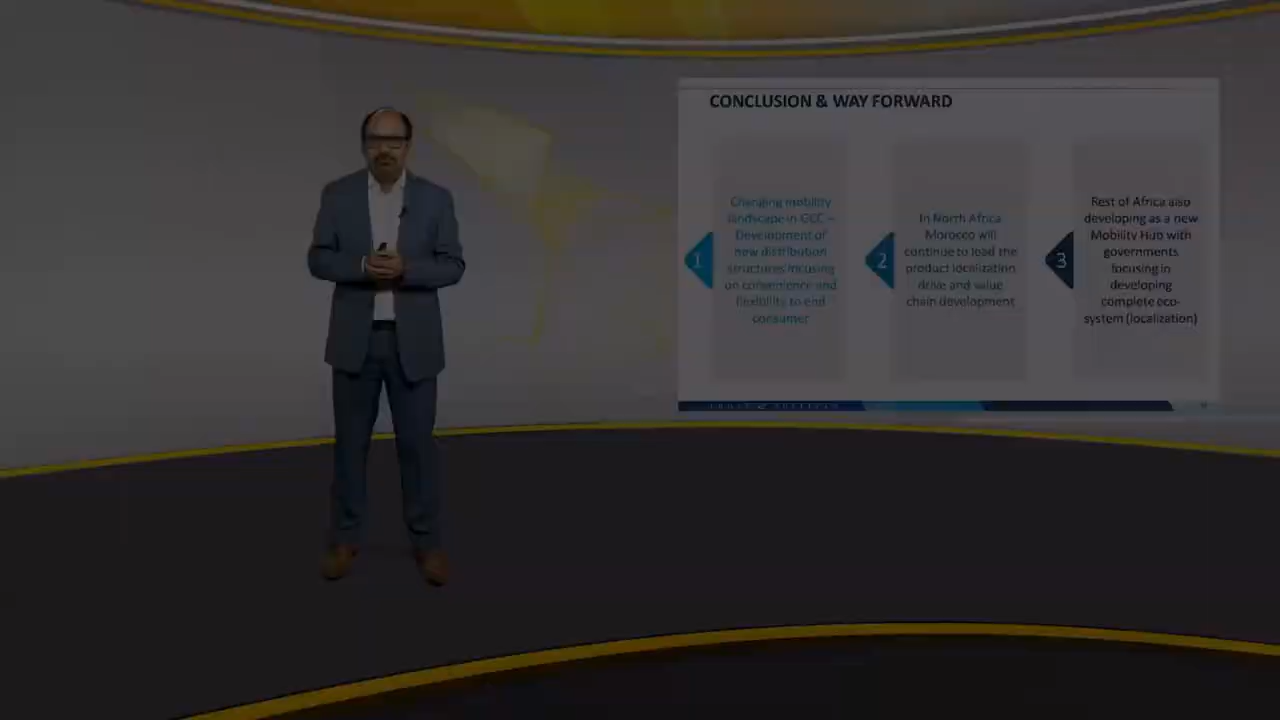 CONCLUSION & WAY FORWARD
1
Changing mobility
landscape in GCC –
Development of
new distribution
structures focusing
on convenience and
flexibility to end
consumer
2
In North Africa
Morocco will
continue to lead the
product localization
drive and value
chain development
3
Rest of Africa also
developing as a new
Mobility Hub with
governments
focusing in
developing
complete eco-
system (localization)